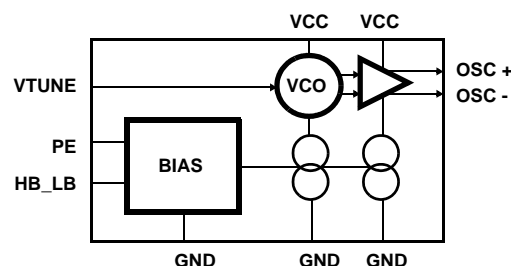 VCC VCC
VTUNE
VCO
OSC +
OSC -
PE
BIAS
HB_LB
GND GND GND